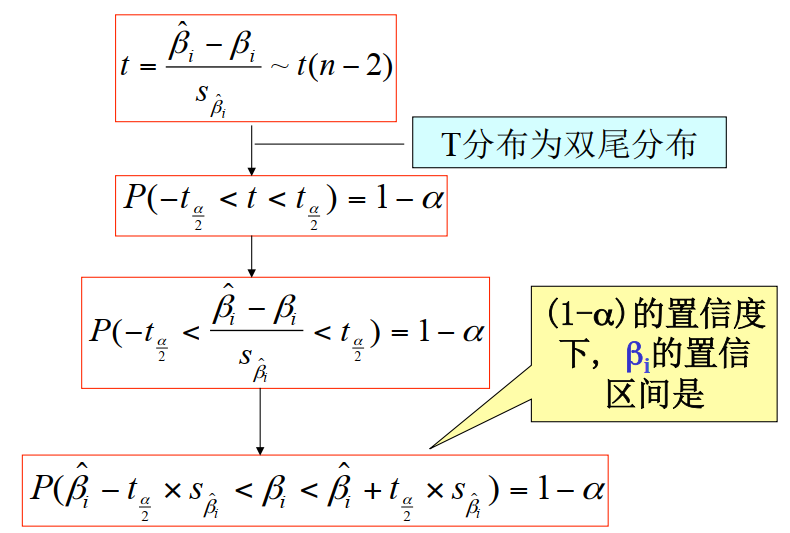 t = \frac{\hat{\beta}_i - \beta_i}{s_{\hat{\beta}_i}} \sim t(n-2)
T分布为双尾分布
P(-t_{\frac{\alpha}{2}} < t < t_{\frac{\alpha}{2}}) = 1 - \alpha
P(-t_{\frac{\alpha}{2}} < \frac{\hat{\beta}_i - \beta_i}{s_{\hat{\beta}_i}} < t_{\frac{\alpha}{2}}) = 1 - \alpha
(1-α)的置信度
下, βi的置信
区间是
P(\hat{\beta}_i - t_{\frac{\alpha}{2}} \times s_{\hat{\beta}_i} < \beta_i < \hat{\beta}_i + t_{\frac{\alpha}{2}} \times s_{\hat{\beta}_i}) = 1 - \alpha